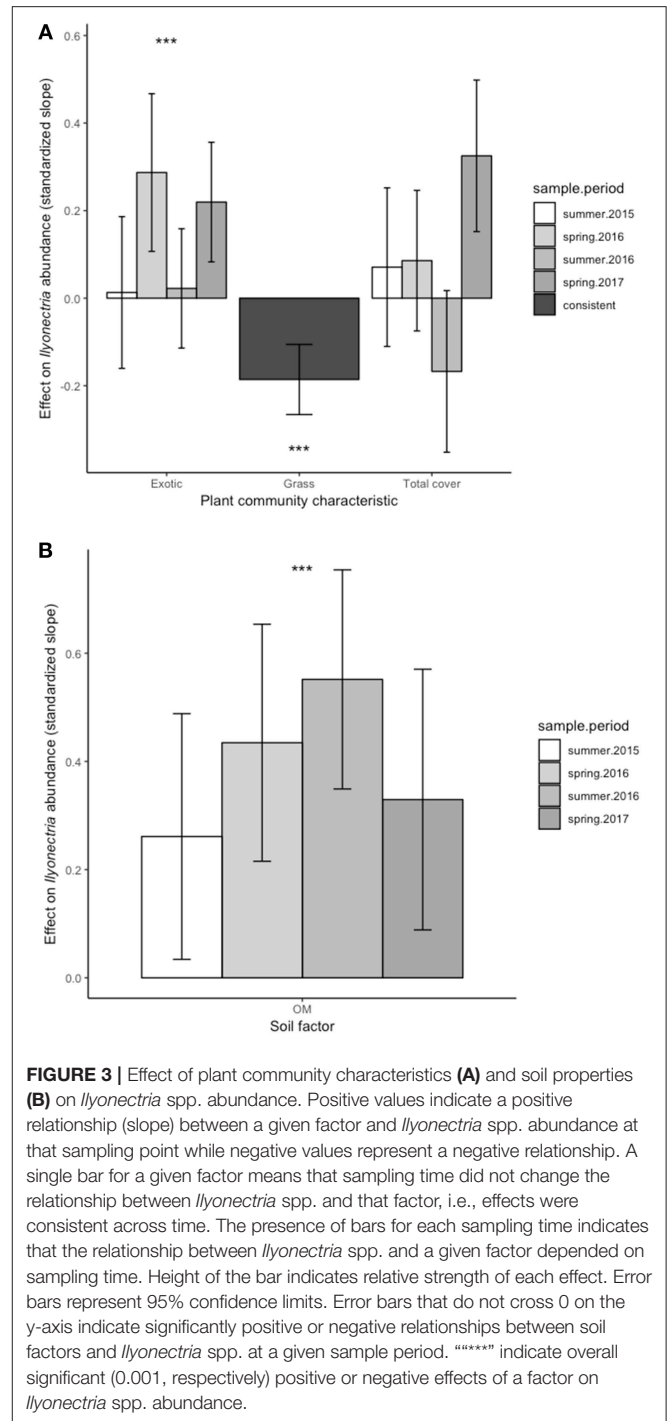 A
***
0.6
0.4
0.2
0.0
-0.2
Effect on Ilyonectria abundance (standardized slope)
***
Exotic Grass Total cover
Plant community characteristic
sample.period
summer.2015
spring.2016
summer.2016
spring.2017
consistent
B
***
0.6
0.4
0.2
0.0
Effect on Ilyonectria abundance (standardized slope)
OM
Soil factor
sample.period
summer.2015
spring.2016
summer.2016
spring.2017
FIGURE 3 | Effect of plant community characteristics (A) and soil properties
(B) on Ilyonectria spp. abundance. Positive values indicate a positive
relationship (slope) between a given factor and Ilyonectria spp. abundance at
that sampling point while negative values represent a negative relationship. A
single bar for a given factor means that sampling time did not change the
relationship between Ilyonectria spp. and that factor, i.e., effects were
consistent across time. The presence of bars for each sampling time indicates
that the relationship between Ilyonectria spp. and a given factor depended on
sampling time. Height of the bar indicates relative strength of each effect. Error
bars represent 95% confidence limits. Error bars that do not cross 0 on the
y-axis indicate significantly positive or negative relationships between soil
factors and Ilyonectria spp. at a given sample period. ““***” indicate overall
significant (0.001, respectively) positive or negative effects of a factor on
Ilyonectria spp. abundance.